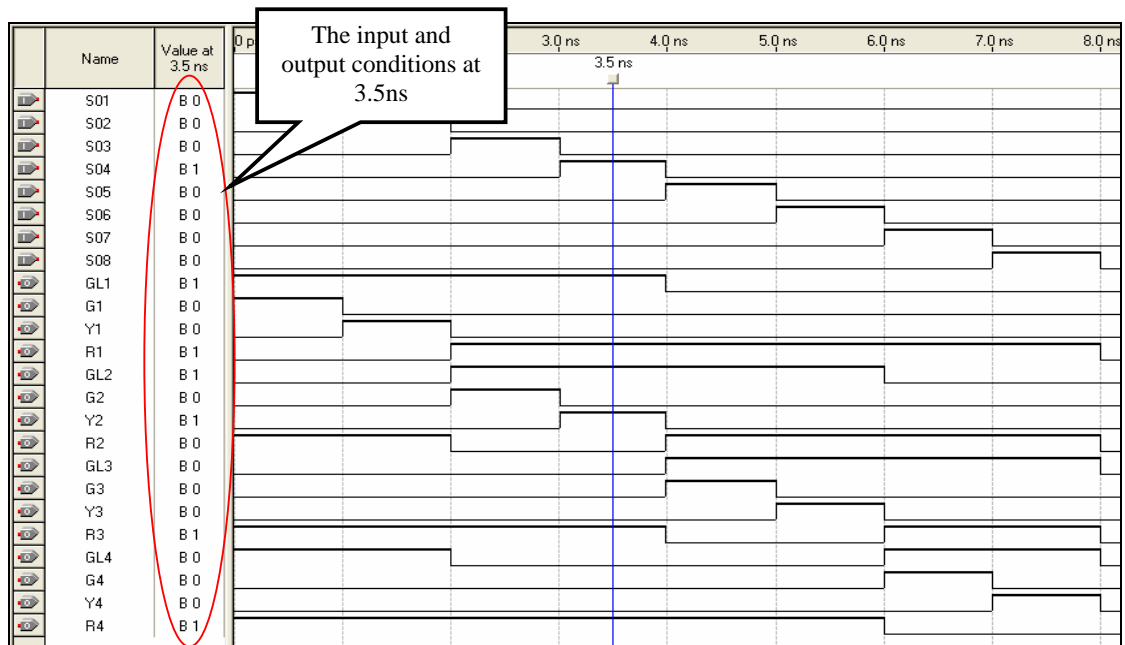 The input and
output conditions at
3.5ns
Name
Value at
3.5 ns
3.0 ns 4.0 ns 5.0 ns 6.0 ns 7.0 ns
3.5 ns
S01 B 0
S02 B 0
S03 B 0
S04 B 1
S05 B 0
S06 B 0
S07 B 0
S08 B 0
GL1 B 1
G1 B 0
Y1 B 0
R1 B 1
GL2 B 1
G2 B 0
Y2 B 1
R2 B 0
GL3 B 0
G3 B 0
Y3 B 0
R3 B 1
GL4 B 0
G4 B 0
Y4 B 0
R4 B 1